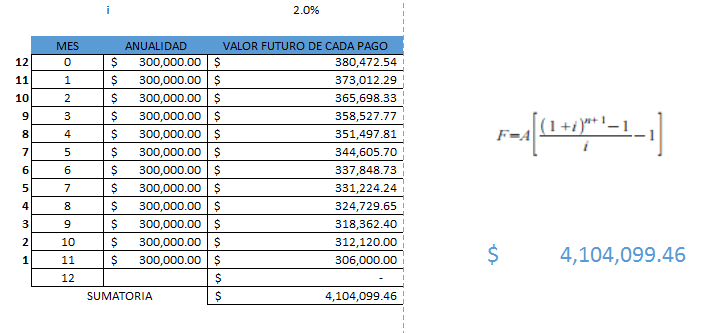 i 2.0%
MES ANUALIDAD VALOR FUTURO DE CADA PAGO
12 0 $ 300,000.00 $ 380,472.54
11 1 $ 300,000.00 $ 373,012.29
10 2 $ 300,000.00 $ 365,698.33
9 3 $ 300,000.00 $ 358,527.77
8 4 $ 300,000.00 $ 351,497.81
7 5 $ 300,000.00 $ 344,605.70
6 6 $ 300,000.00 $ 337,848.73
5 7 $ 300,000.00 $ 331,224.24
4 8 $ 300,000.00 $ 324,729.65
3 9 $ 300,000.00 $ 318,362.40
2 10 $ 300,000.00 $ 312,120.00
1 11 $ 300,000.00 $ 306,000.00
12 $ -
SUMATORIA $ 4,104,099.46
F=A[((1+i)^{n+1}-1)/i -1]
$ 4,104,099.46